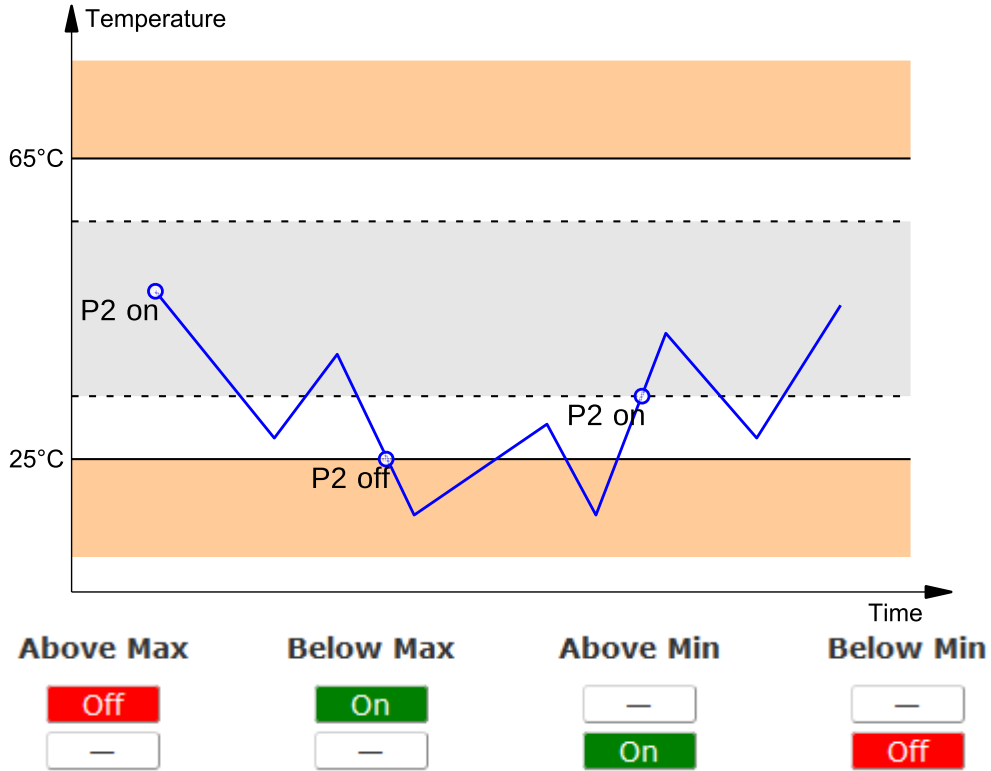 Temperature
65°C
P2 on
P2 on
25°C
P2 off
Time
Above Max Below Max Above Min Below Min
Off On — —
— — On Off